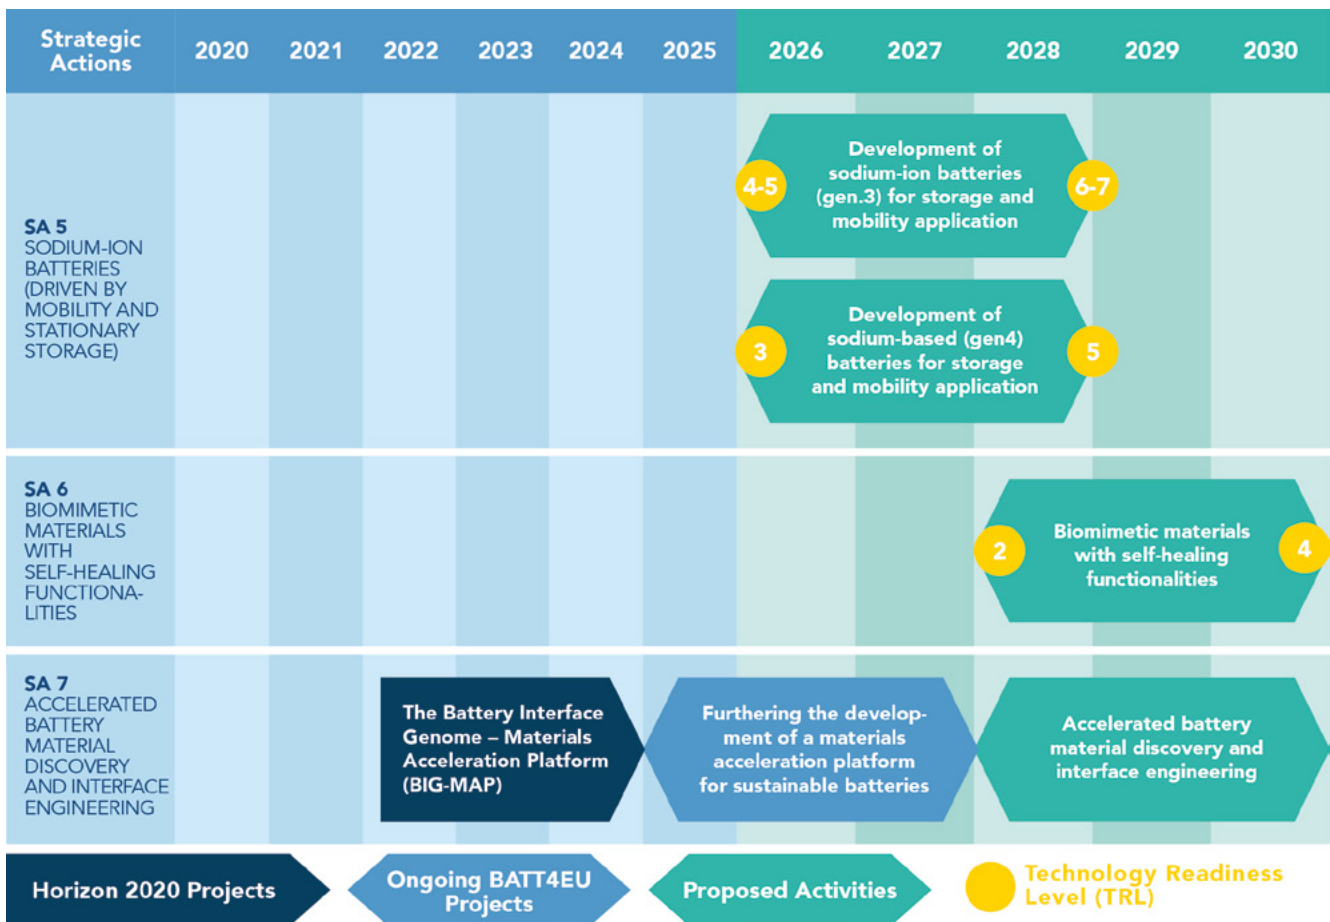 Strategic
Actions
2020
2021
2022
2023
2024
2025
2026
2027
2028
2029
2030
SA 5
SODIUM-ION
BATTERIES
(DRIVEN BY
MOBILITY AND
STATIONARY
STORAGE)
4-5
Development of
sodium-ion batteries
(gen.3) for storage and
mobility application
6-7
3
Development of
sodium-based (gen4)
batteries for storage
and mobility application
5
SA 6
BIOMIMETIC
MATERIALS
WITH
SELF-HEALING
FUNCTIONA-
LITIES
2
Biomimetic materials
with self-healing
functionalities
4
SA 7
ACCELERATED
BATTERY
MATERIAL
DISCOVERY
AND INTERFACE
ENGINEERING
The Battery Interface
Genome – Materials
Acceleration Platform
(BIG-MAP)
Furthering the develop-
ment of a materials
acceleration platform
for sustainable batteries
Accelerated battery
material discovery and
interface engineering
Horizon 2020 Projects
Ongoing BATT4EU
Projects
Proposed Activities
Technology Readiness
Level (TRL)